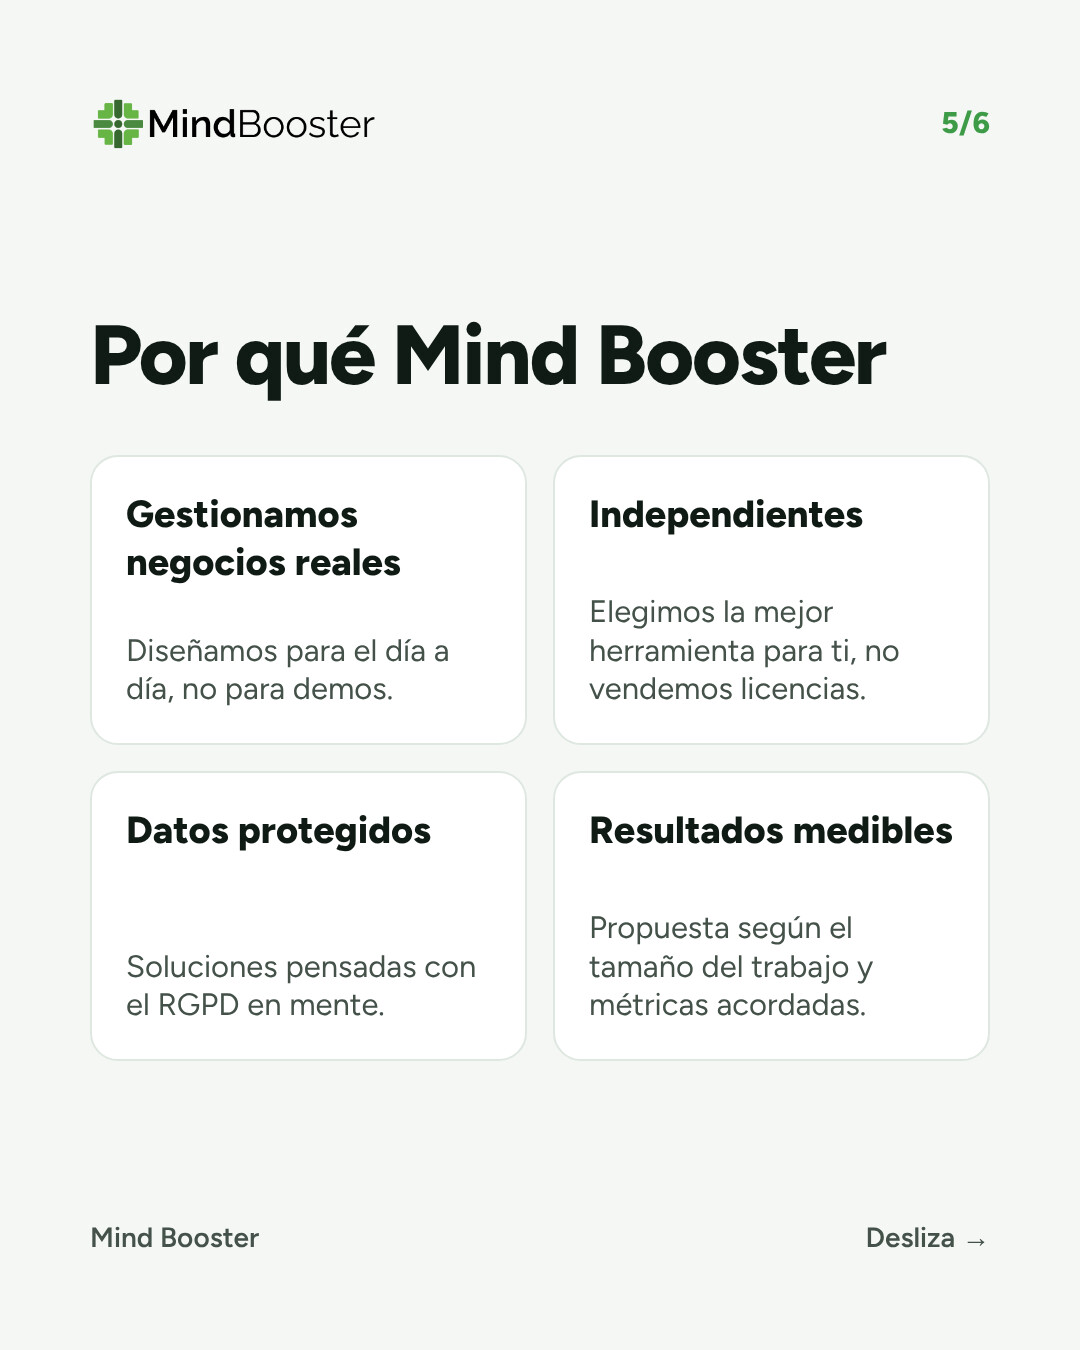 MindBooster
5/6
Por qué Mind Booster
Gestionamos
negocios reales
Diseñamos para el día a
día, no para demos.
Independientes
Elegimos la mejor
herramienta para ti, no
vendemos licencias.
Datos protegidos
Soluciones pensadas con
el RGPD en mente.
Resultados medibles
Propuesta según el
tamaño del trabajo y
métricas acordadas.
Mind Booster
Desliza →